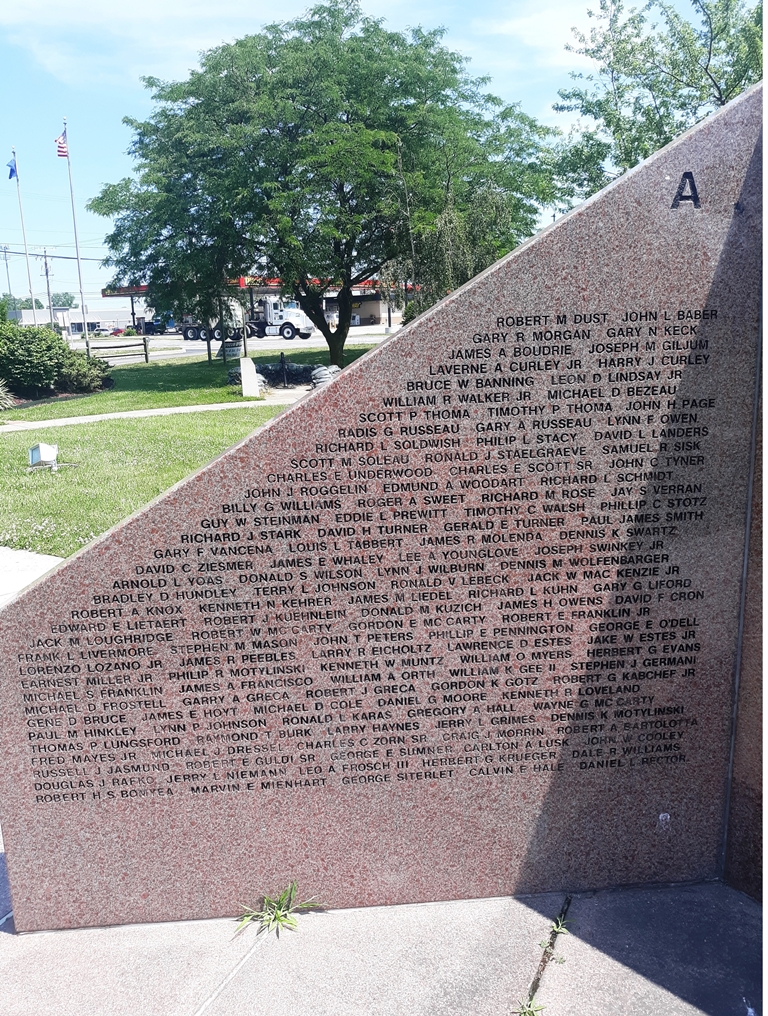 A
ROBERT M DUST JOHN L BABER
GARY R MORGAN GARY N KECK
JAMES A BOUDRIE JOSEPH M GILJUM
LAVERNE A CURLEY JR HARRY J CURLEY
BRUCE W BANNING LEON D LINDSAY JR
WILLIAM R WALKER JR MICHAEL D BEZEAU
SCOTT P THOMA TIMOTHY P THOMA JOHN H PAGE
RADIS G RUSSEAU GARY A RUSSEAU LYNN F OWEN
RICHARD L SOLDWISH PHILIP L STACY DAVID L LANDERS
SCOTT M SOLEAU RONALD J STAELGRAEVE SAMUEL R SISK
CHARLES E UNDERWOOD CHARLES E SCOTT SR JOHN C TYNER
JOHN J ROGGELIN EDMUND A WOODART RICHARD L SCHMIDT
BILLY G WILLIAMS ROGER A SWEET RICHARD M ROSE JAY S VERRAN
GUY W STEINMAN EDDIE L PREWITT TIMOTHY C WALSH PHILLIP C STOTZ
RICHARD J STARK DAVID H TURNER GERALD E TURNER PAUL JAMES SMITH
GARY F VANCENA LOUIS L TABBERT JAMES R MOLENDA DENNIS K SWARTZ
DAVID C ZIESMER JAMES E WHALEY LEE A YOUNGLOVE JOSEPH SWINKEY JR
ARNOLD L YOAS DONALD S WILSON LYNN J WILBURN DENNIS M WOLFENBARGER
BRADLEY D HUNDLEY TERRY L JOHNSON RONALD V LEBECK JACK W MAC KENZIE JR
ROBERT A KNOX KENNETH N KEHRER JAMES M LIEDEL RICHARD L KUHN GARY G LIFORD
EDWARD E LIETAERT ROBERT J KUEHNLEIN DONALD M KUZICH JAMES H OWENS DAVID F CRON
JACK M LOUGHRIDGE ROBERT W MC CARTY GORDON E MC CARTY ROBERT E FRANKLIN JR
FRANK L LIVERMORE STEPHEN M MASON JOHN T PETERS PHILLIP E PENNINGTON GEORGE E O'DELL
LORENZO LOZANO JR JAMES R PEEBLES LARRY R EICHOLTZ LAWRENCE D ESTES JAKE W ESTES JR
EARNEST MILLER JR PHILIP R MOTYLINSKI KENNETH W MUNTZ WILLIAM O MYERS HERBERT G EVANS
MICHAEL S FRANKLIN JAMES A FRANCISCO WILLIAM A ORTH WILLIAM K GEE II STEPHEN J GERMANI
MICHAEL D FROSTELL GARRY A GRECA ROBERT J GRECA GORDON K GOTZ ROBERT G KABCHEF JR
GENE D BRUCE JAMES E HOYT MICHAEL D COLE DANIEL G MOORE KENNETH R LOVELAND
PAUL M HINKLEY LYNN P JOHNSON RONALD L KARAS GREGORY A HALL WAYNE G MC CARTY
THOMAS P LUNGSFORD RAYMOND T BURK LARRY HAYNES JERRY L GRIMES DENNIS K MOTYLINSKI
FRED MAYES JR MICHAEL J DRESSEL CHARLES C ZORN SR CRAIG J MORRIN ROBERT A BARTOLOTTA
RUSSELL J JASMUND ROBERT E GULDI SR GEORGE E SUMNER CARLTON A LUSK JOHN W COOLEY
DOUGLAS J RAFKO JERRY L NIEMANN LEO A FROSCH III HERBERT G KRUEGER DALE R WILLIAMS
ROBERT H S MARVIN E MIENHART GEORGE SITERLET CALVIN F HALE DANIEL L RECTOR